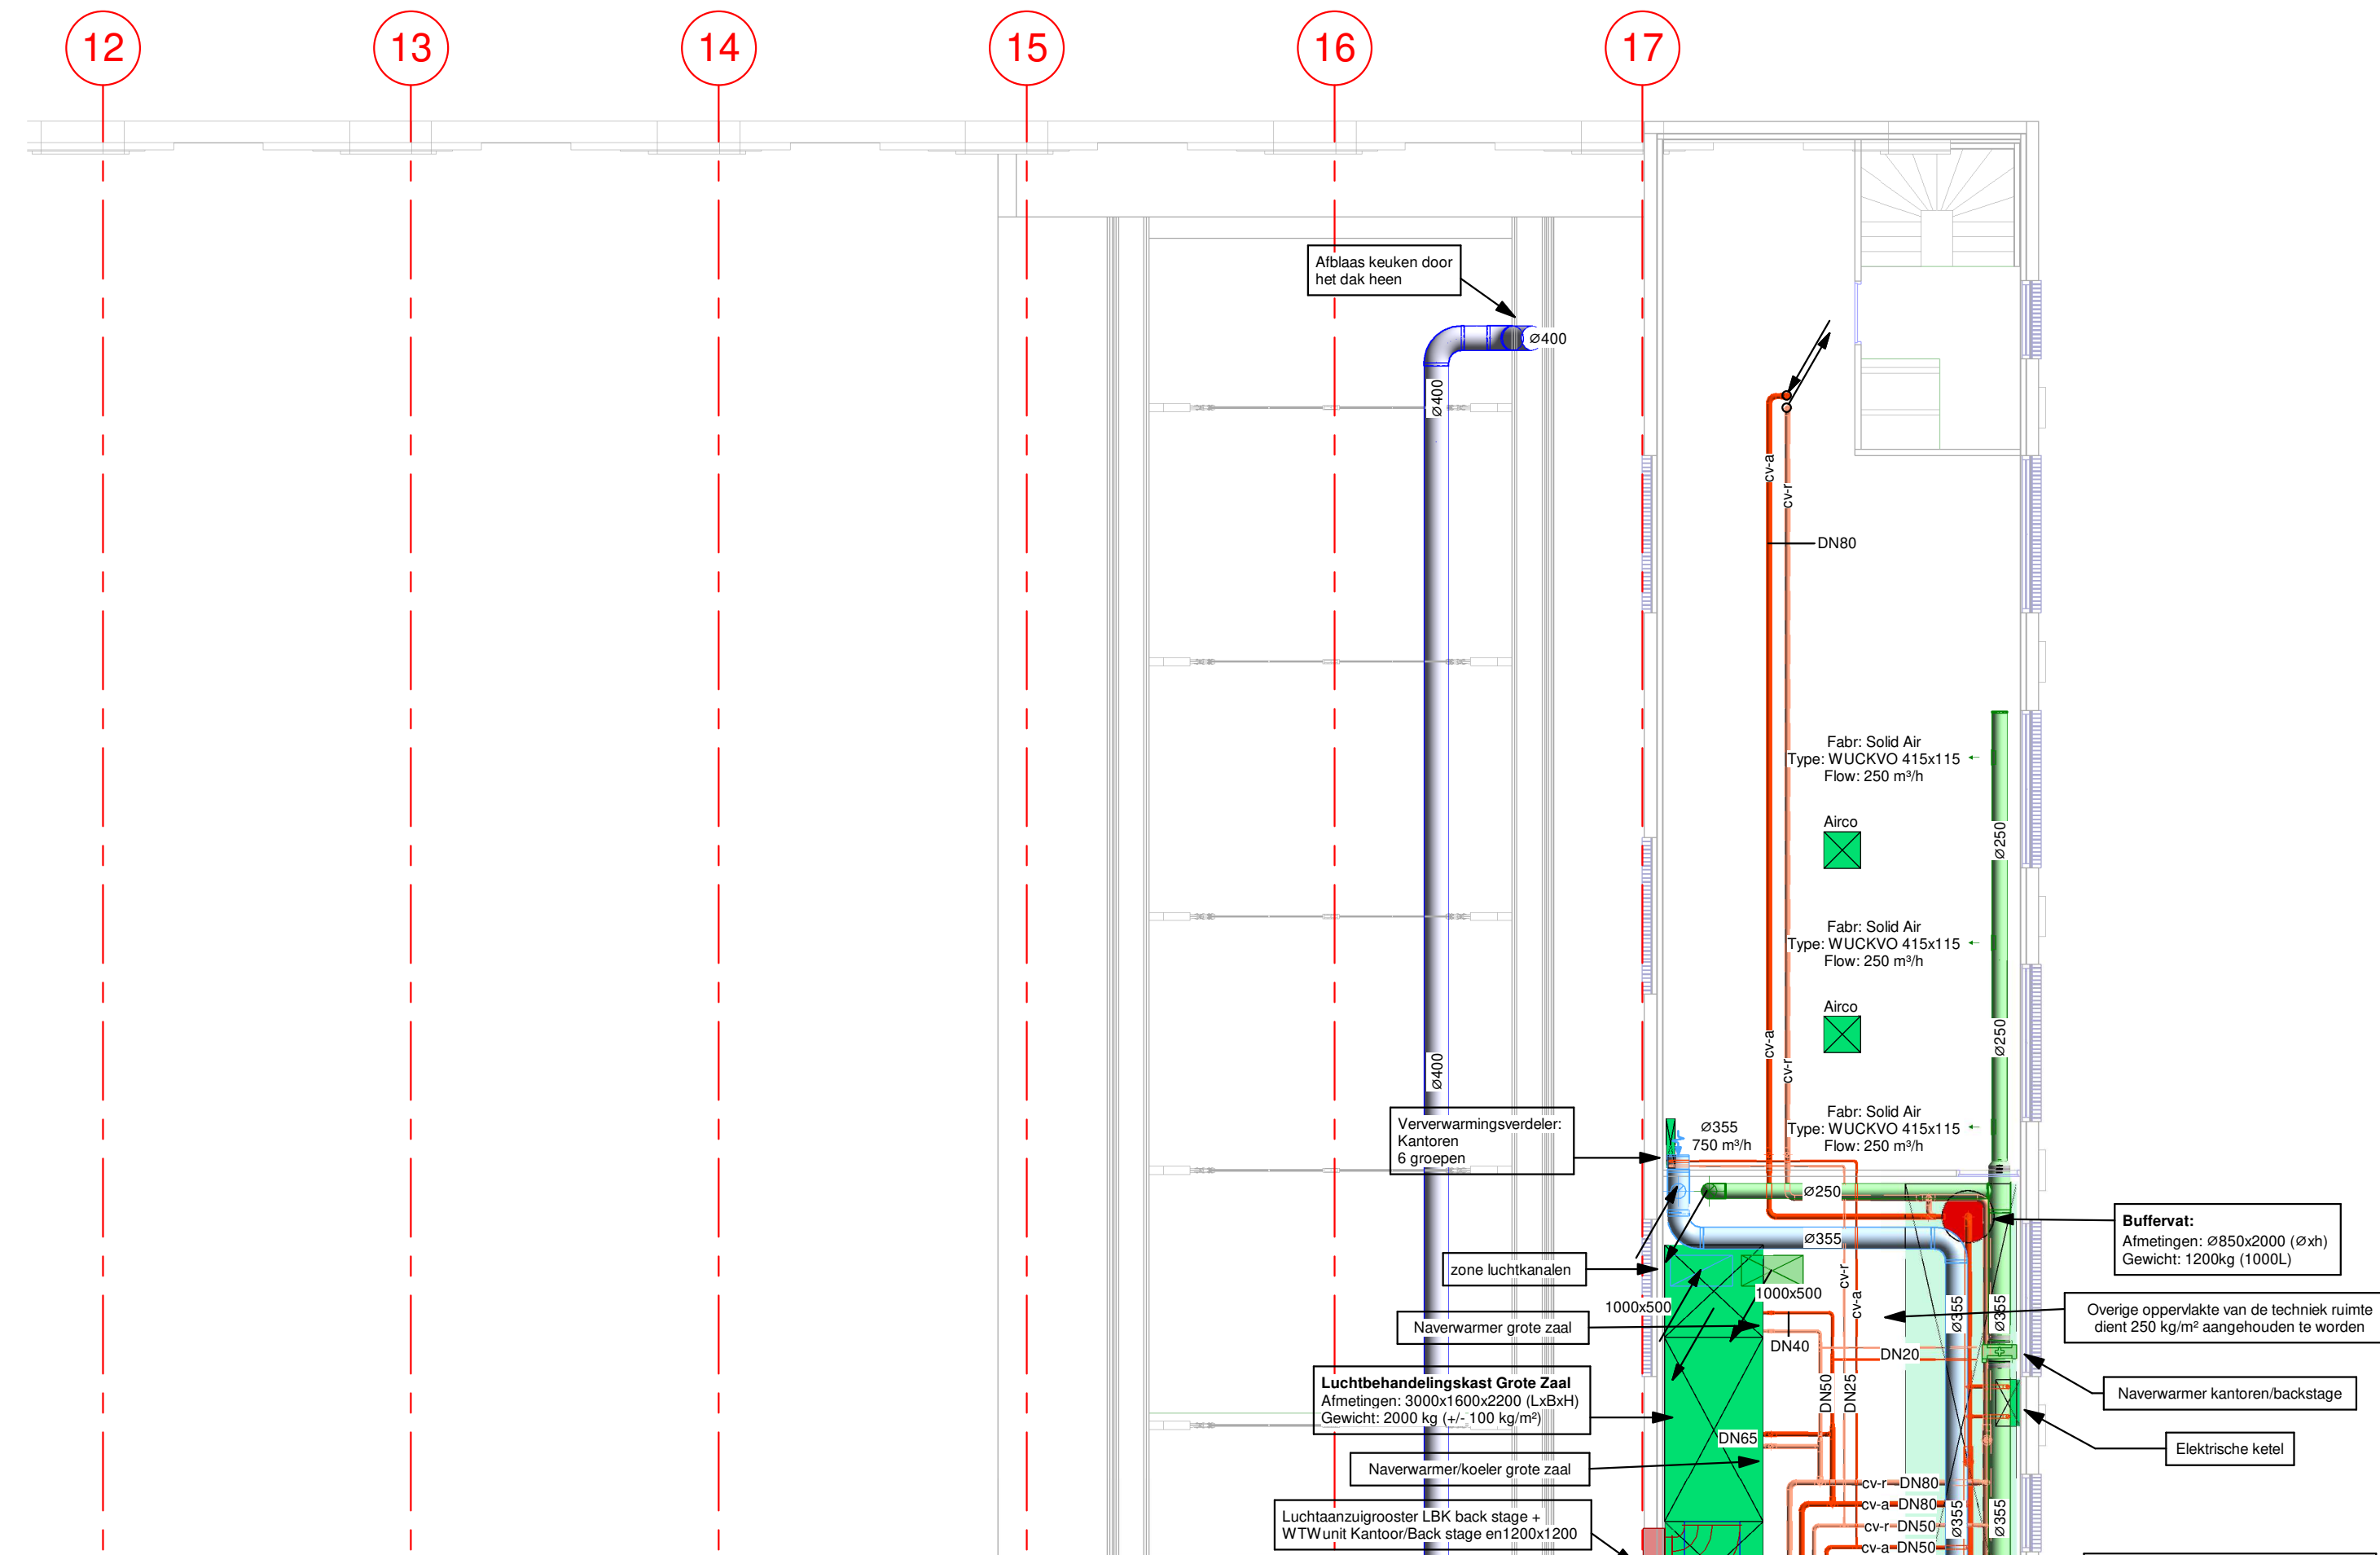 12
13
14
15
16
17
Afblaas keuken door
het dak heen
Ø400
Ø400
cv-a
cv-r
DN80
Fabr: Solid Air
Type: WUCKVO 415x115
Flow: 250 m³/h
Airco
Ø250
Fabr: Solid Air
Type: WUCKVO 415x115
Flow: 250 m³/h
Airco
Ø250
cv-a
cv-r
Ø400
Fabr: Solid Air
Type: WUCKVO 415x115
Flow: 250 m³/h
Ververwarmingsverdeler:
Kantoren
6 groepen
Ø355
750 m³/h
Ø250
Buffervat:
Afmetingen: Ø850x2000 (Øxh)
Gewicht: 1200kg (1000L)
Ø355
zone luchtkanalen
cv-r
cv-a
1000x500
1000x500
Ø355
Ø355
Overige oppervlakte van de techniek ruimte
dient 250 kg/m² aangehouden te worden
Naverwarmer grote zaal
DN40
DN20
Luchtbehandelingskast Grote Zaal
Afmetingen: 3000x1600x2200 (LxBxH)
Gewicht: 2000 kg (+/- 100 kg/m²)
DN50
DN25
Naverwarmer kantoren/backstage
DN65
Elektrische ketel
Naverwarmer/koeler grote zaal
cv-r DN80
cv-a DN80
Luchtaanzuigrooster LBK back stage +
WTWunit Kantoor/Back stage en1200x1200
Ø355
Ø355
cv-r DN50
cv-a DN50